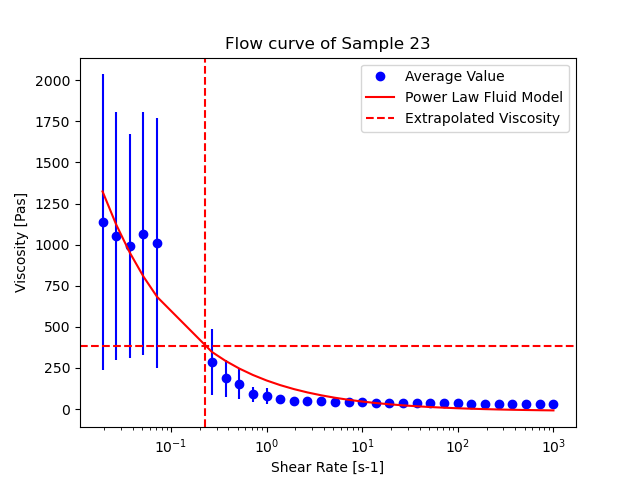 Flow curve of Sample 23
Average Value
Power Law Fluid Model
Extrapolated Viscosity
Viscosity [Pas]
2000
1750
1500
1250
1000
750
500
250
0
10⁻¹ 10⁰ 10¹ 10² 10³
Shear Rate [s-1]